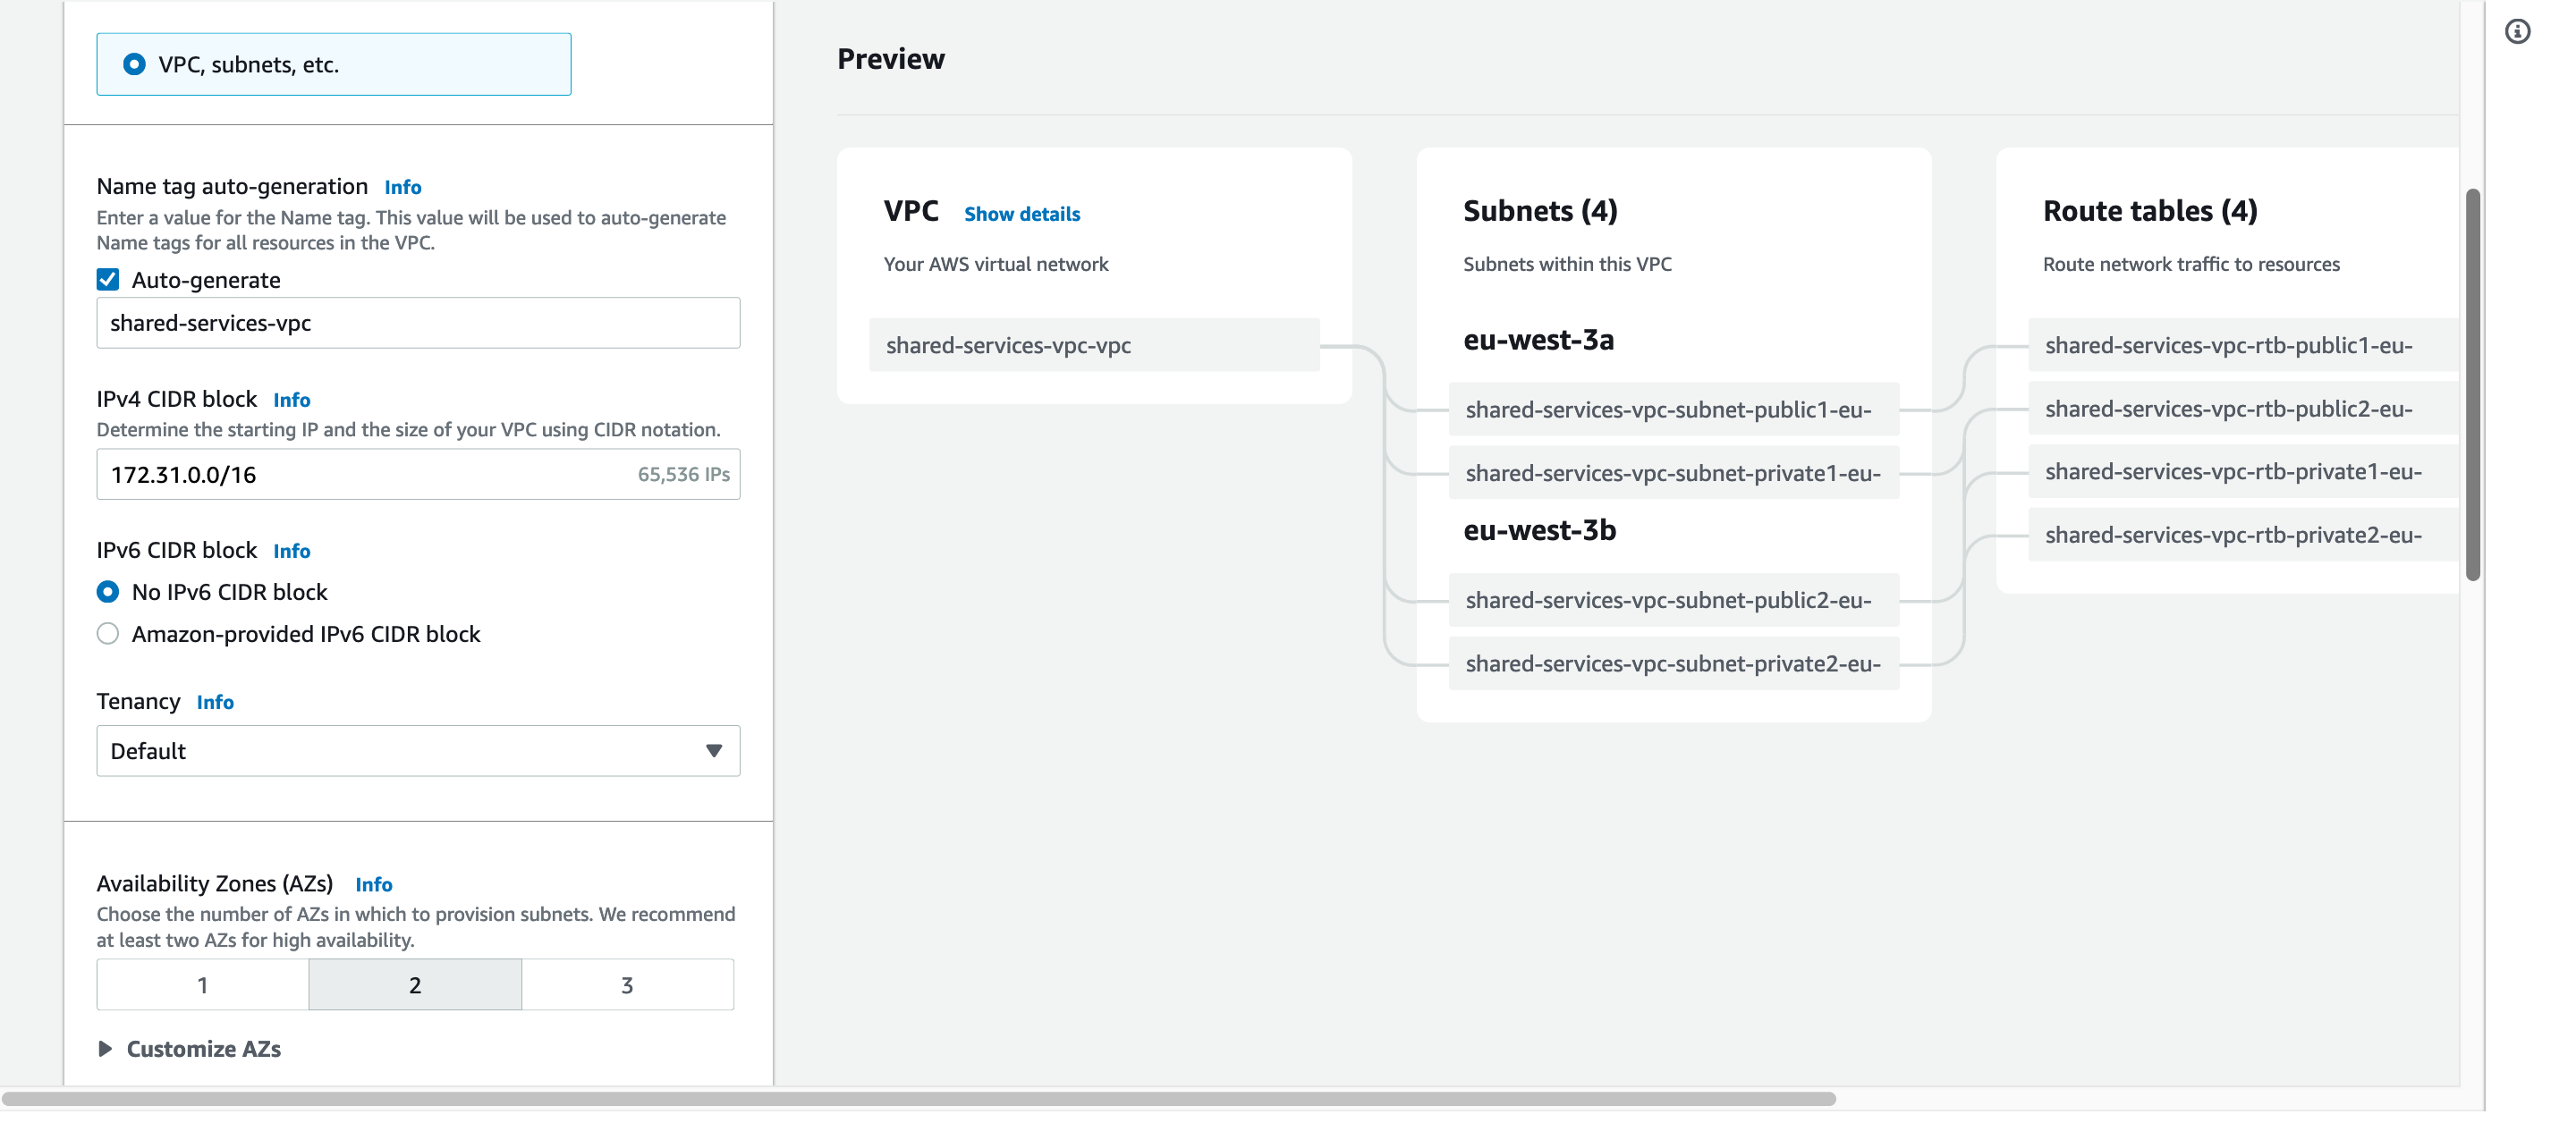 VPC, subnets, etc.
Name tag auto-generation Info
Enter a value for the Name tag. This value will be used to auto-generate
Name tags for all resources in the VPC.
Auto-generate
shared-services-vpc
IPv4 CIDR block Info
Determine the starting IP and the size of your VPC using CIDR notation.
172.31.0.0/16 65,536 IPs
IPv6 CIDR block Info
No IPv6 CIDR block
Amazon-provided IPv6 CIDR block
Tenancy Info
Default
Availability Zones (AZs) Info
Choose the number of AZs in which to provision subnets. We recommend
at least two AZs for high availability.
1 2 3
Customize AZs
Preview
VPC Show details
Your AWS virtual network
shared-services-vpc-vpc
Subnets (4)
Subnets within this VPC
eu-west-3a
shared-services-vpc-subnet-public1-eu-
shared-services-vpc-subnet-private1-eu-
eu-west-3b
shared-services-vpc-subnet-public2-eu-
shared-services-vpc-subnet-private2-eu-
Route tables (4)
Route network traffic to resources
shared-services-vpc-rtb-public1-eu-
shared-services-vpc-rtb-public2-eu-
shared-services-vpc-rtb-private1-eu-
shared-services-vpc-rtb-private2-eu-